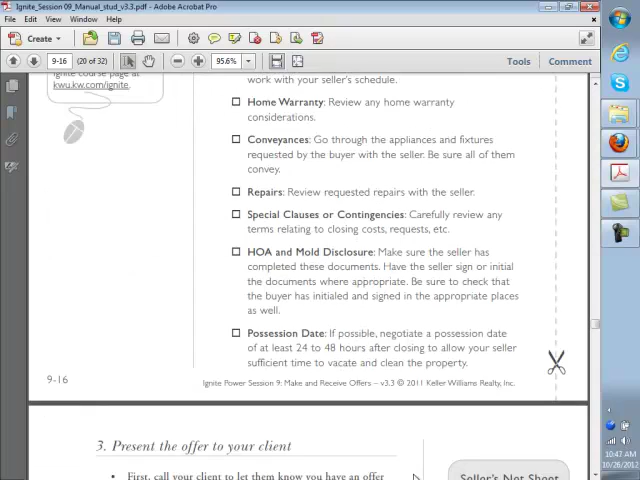 Ignite_Session 09_Manual_stud_v3.3.pdf - Adobe Acrobat Pro
File Edit View Window Help
Create
9-16 (20 of 32) 95.6% Tools Comment
Ignite course page at
kwu.kw.com/ignite.
work with your seller's schedule.
Home Warranty: Review any home warranty
considerations.
Conveyances: Go through the appliances and fixtures
requested by the buyer with the seller. Be sure all of them
convey.
Repairs: Review requested repairs with the seller.
Special Clauses or Contingencies: Carefully review any
terms relating to closing costs, requests, etc.
HOA and Mold Disclosure: Make sure the seller has
completed these documents. Have the seller sign or initial
the documents where appropriate. Be sure to check that
the buyer has initialed and signed in the appropriate places
as well.
Possession Date: If possible, negotiate a possession date
of at least 24 to 48 hours after closing to allow your seller
sufficient time to vacate and clean the property.
9-16
Ignite Power Session 9: Make and Receive Offers – v3.3 © 2011 Keller Williams Realty, Inc.
3. Present the offer to your client
• First, call your client to let them know you have an offer
Seller's Net Sheet
10:47 AM
10/26/2012